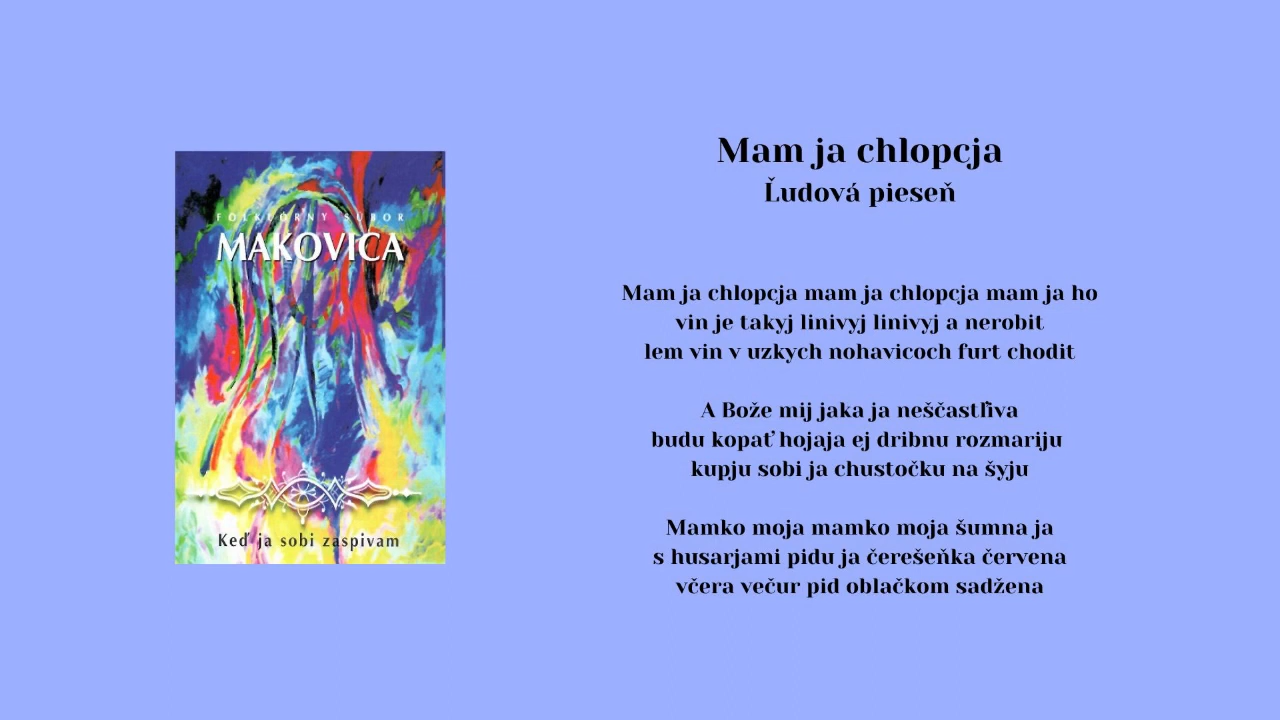 FOLKLÓRNY SÚBOR
MAKOVICA
Keď ja sobi zaspivam
Mam ja chlopcja
Ľudová pieseň
Mam ja chlopcja mam ja chlopcja mam ja ho
vin je takyj linivyj linivyj a nerobit
lem vin v uzkych nohavicoch furt chodit
A Bože mij jaka ja neščastľiva
budu kopať hojaja ej dribnu rozmariju
kupju sobi ja chustočku na šyju
Mamko moja mamko moja šumna ja
s husarjami pidu ja čerešeňka červena
včera večur pid oblačkom sadžena